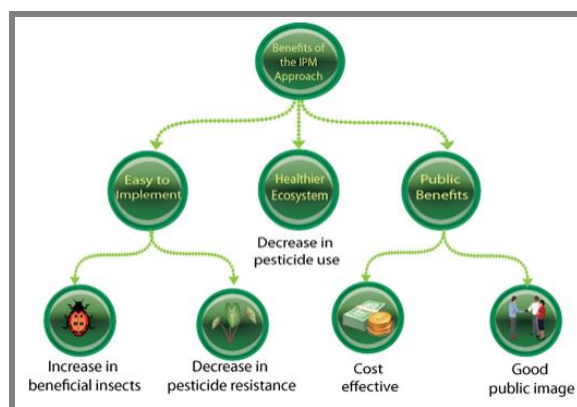 Benefits of
the IPM
Approach
Easy to
Implement
Healthier
Ecosystem
Public
Benefits
Decrease in
pesticide use
Increase in
beneficial insects
Decrease in
pesticide resistance
Cost
effective
Good
public image